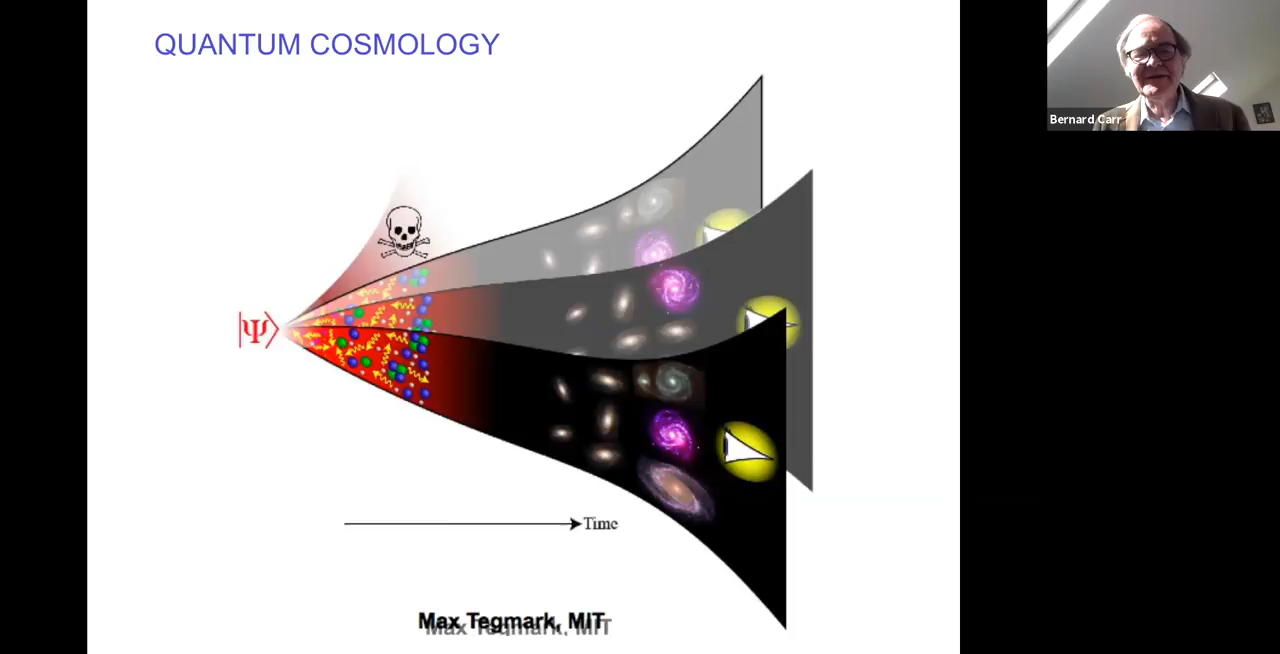 QUANTUM COSMOLOGY
Bernard Carr
|Ψ⟩
Time
Max Tegmark, MIT